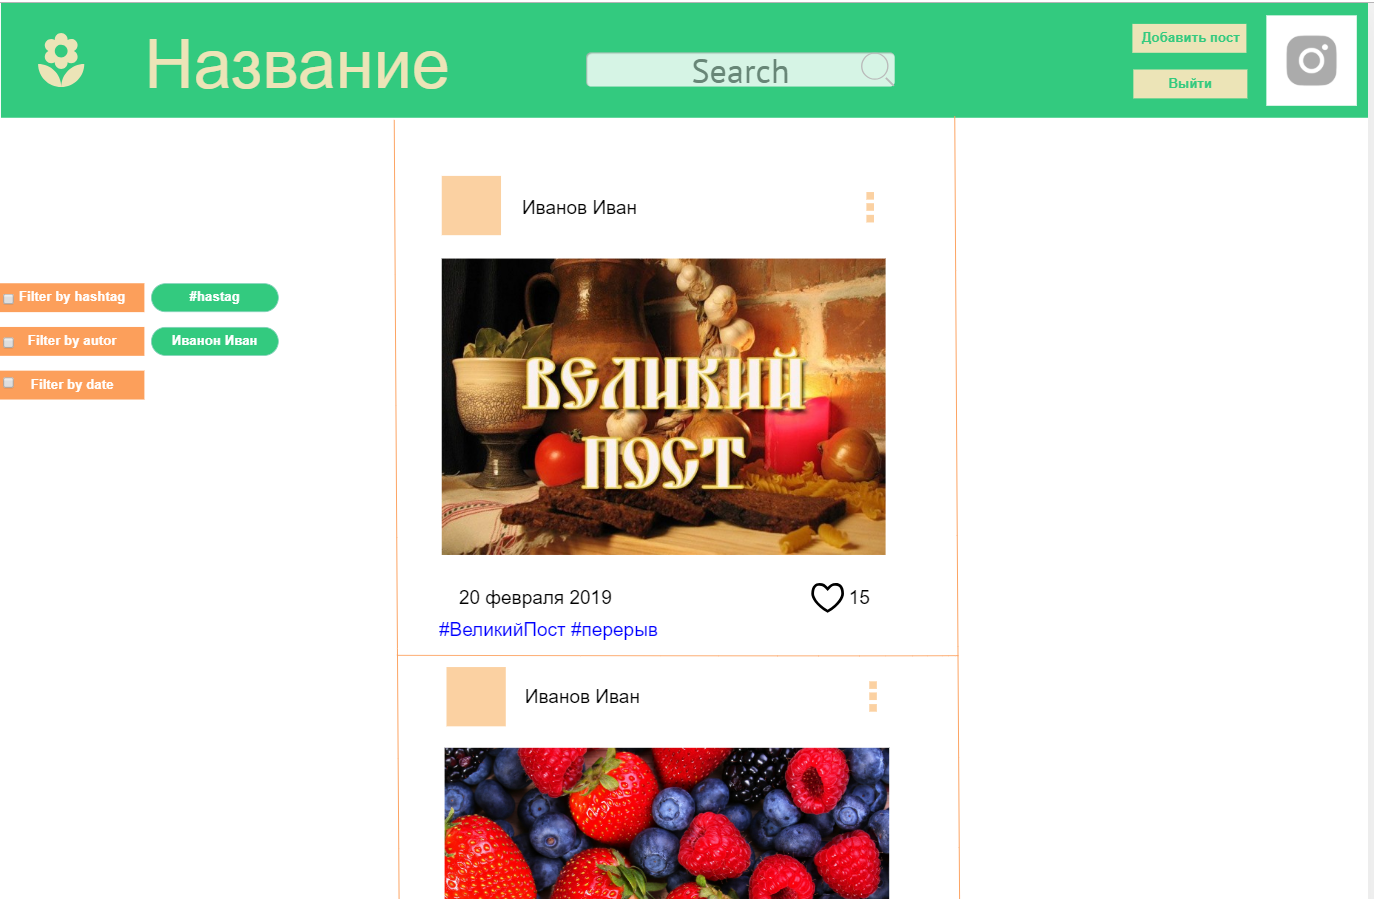 Название
Search
Добавить пост
Выйти
Иванов Иван
Filter by hashtag
#hastag
Filter by autor
Иванон Иван
Filter by date
ВЕЛИКИЙ
ПОСТ
20 февраля 2019
15
#ВеликийПост #перерыв
Иванов Иван